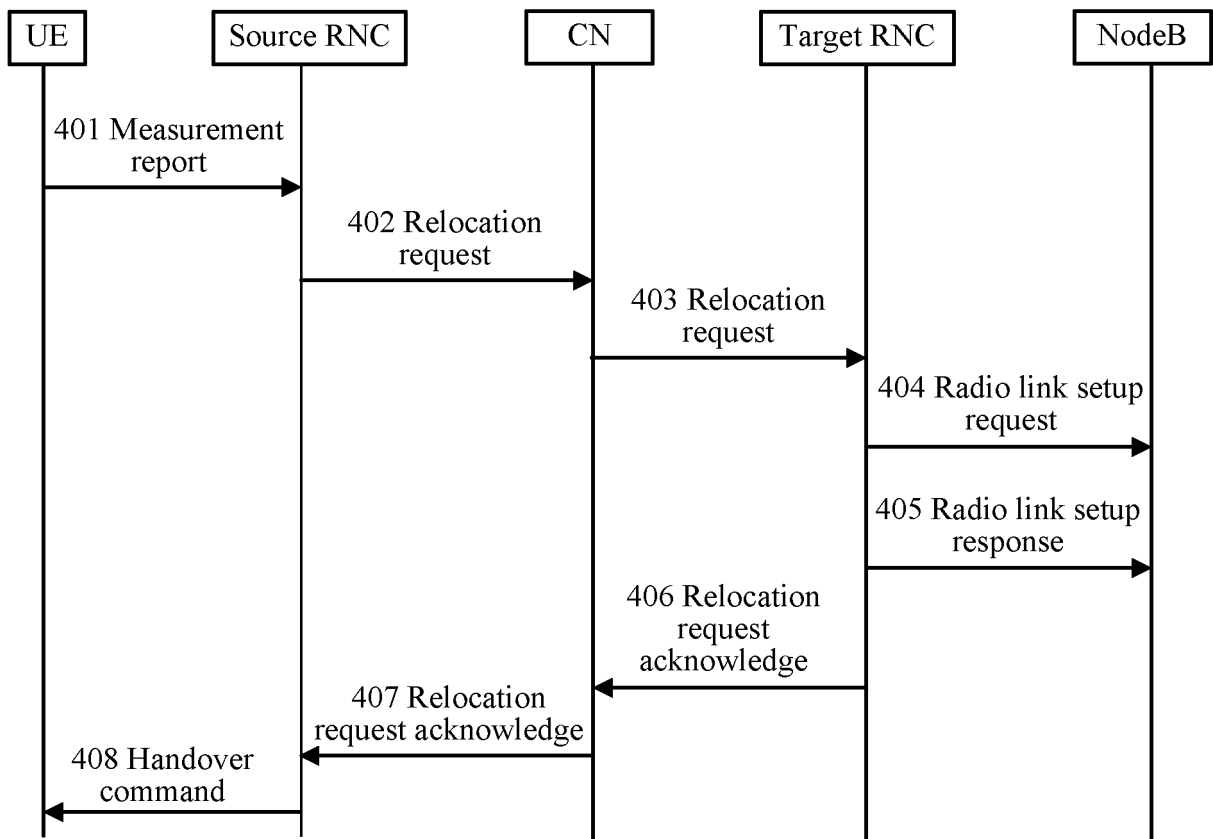 UE
Source RNC
CN
Target RNC
NodeB
401 Measurement
report
402 Relocation
request
403 Relocation
request
404 Radio link setup
request
405 Radio link setup
response
406 Relocation
request
acknowledge
407 Relocation
request acknowledge
408 Handover
command